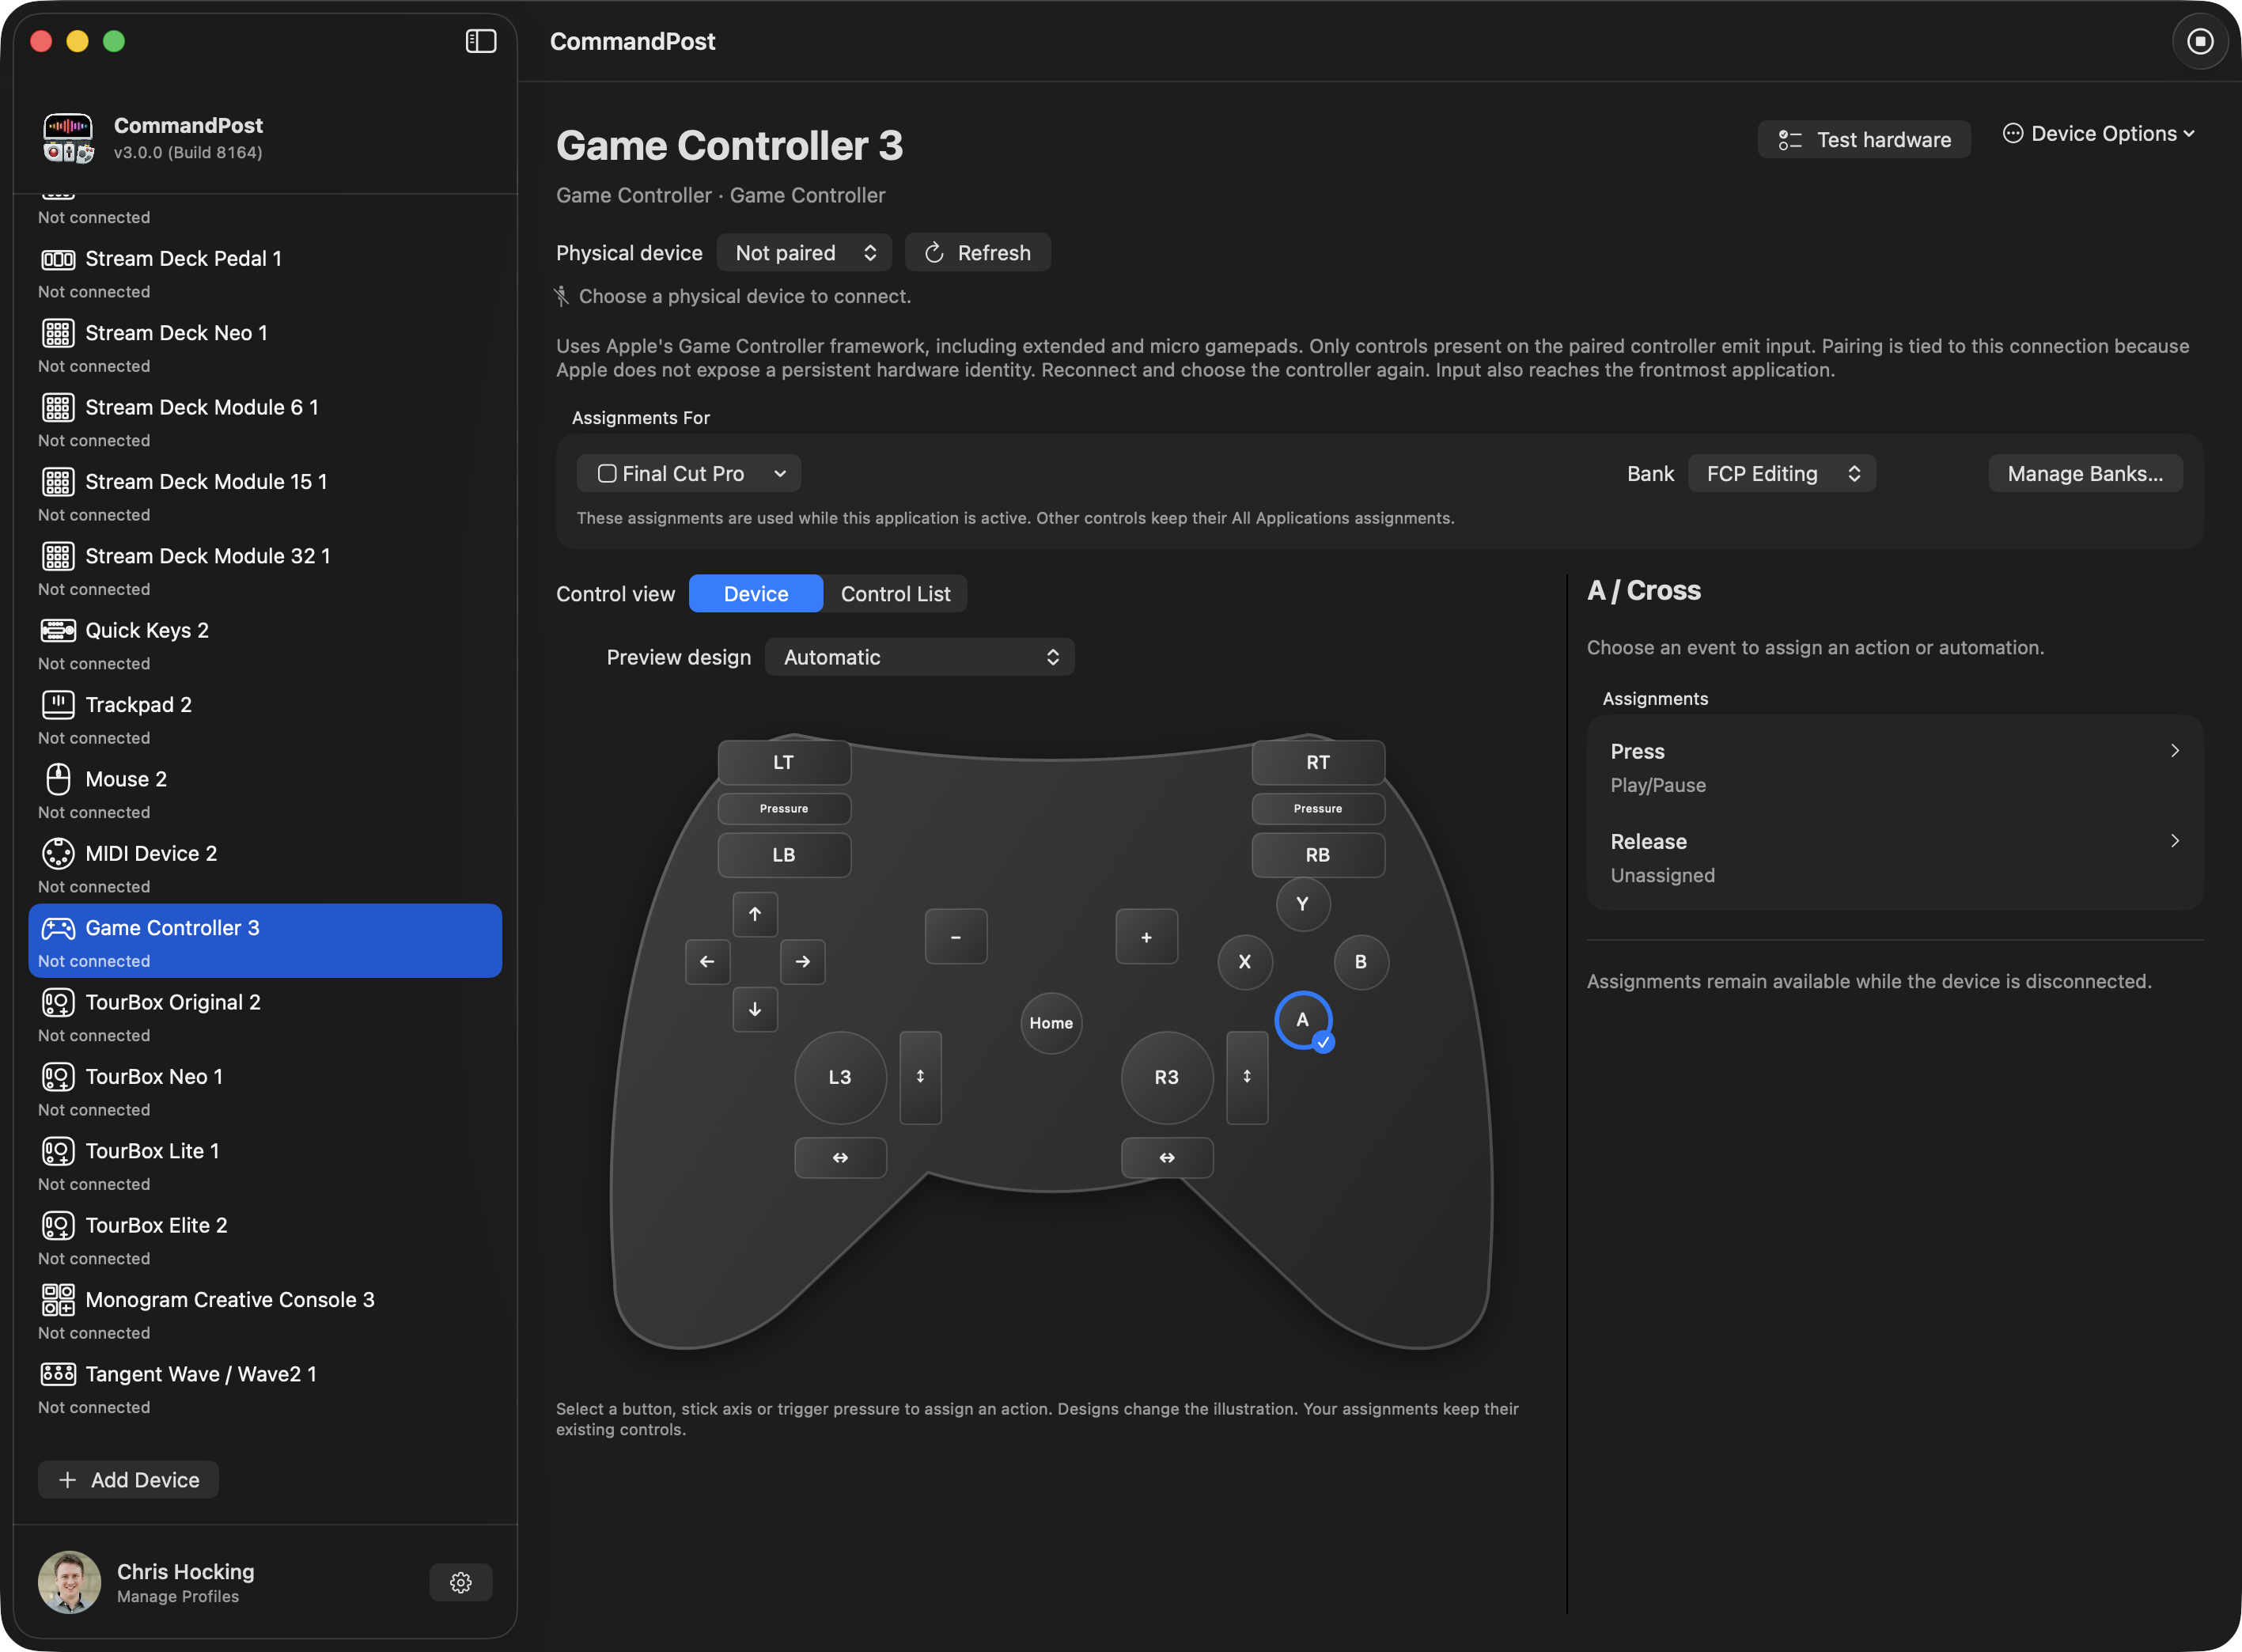 CommandPost
v3.0.0 (Build 8164)
Not connected
Stream Deck Pedal 1
Not connected
Stream Deck Neo 1
Not connected
Stream Deck Module 6 1
Not connected
Stream Deck Module 15 1
Not connected
Stream Deck Module 32 1
Not connected
Quick Keys 2
Not connected
Trackpad 2
Not connected
Mouse 2
Not connected
MIDI Device 2
Not connected
Game Controller 3
Not connected
TourBox Original 2
Not connected
TourBox Neo 1
Not connected
TourBox Lite 1
Not connected
TourBox Elite 2
Not connected
Monogram Creative Console 3
Not connected
Tangent Wave / Wave2 1
Not connected
+ Add Device
Chris Hocking
Manage Profiles
CommandPost
Game Controller 3
Test hardware
Device Options
Game Controller · Game Controller
Physical device
Not paired
Refresh
Choose a physical device to connect.
Uses Apple's Game Controller framework, including extended and micro gamepads. Only controls present on the paired controller emit input. Pairing is tied to this connection because
Apple does not expose a persistent hardware identity. Reconnect and choose the controller again. Input also reaches the frontmost application.
Assignments For
Final Cut Pro
Bank
FCP Editing
Manage Banks...
These assignments are used while this application is active. Other controls keep their All Applications assignments.
Control view
Device
Control List
Preview design
Automatic
LT
RT
Pressure
Pressure
LB
RB
↑
Y
−
+
←
→
X
B
↓
Home
A
L3
↕
R3
↕
↔
↔
Select a button, stick axis or trigger pressure to assign an action. Designs change the illustration. Your assignments keep their
existing controls.
A / Cross
Choose an event to assign an action or automation.
Assignments
Press
Play/Pause
Release
Unassigned
Assignments remain available while the device is disconnected.